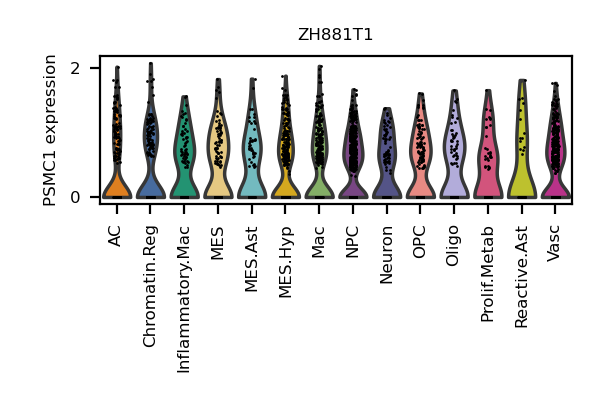 ZH881T1
PSMC1 expression
2
0
AC
Chromatin.Reg
Inflammatory.Mac
MES
MES.Ast
MES.Hyp
Mac
NPC
Neuron
OPC
Oligo
Prolif.Metab
Reactive.Ast
Vasc